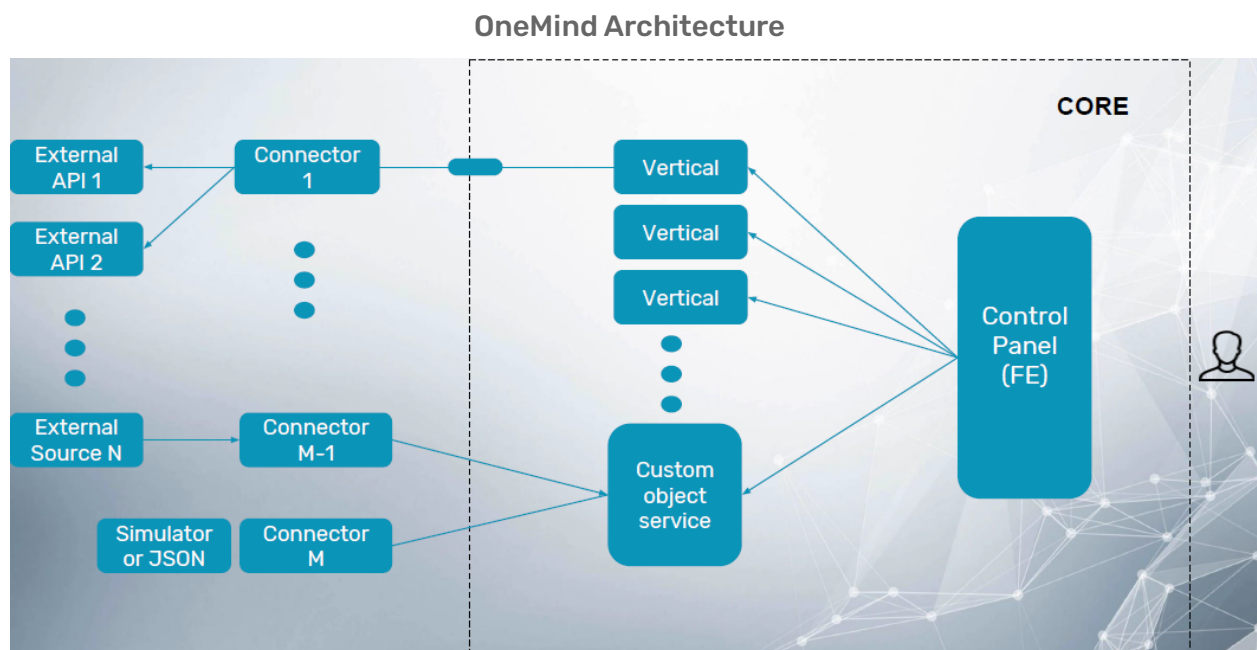 OneMind Architecture
CORE
External
API 1
Connector
1
Vertical
External
API 2
Vertical
Vertical
Control
Panel
(FE)
External
Source N
Connector
M-1
Custom
object
service
Simulator
or JSON
Connector
M